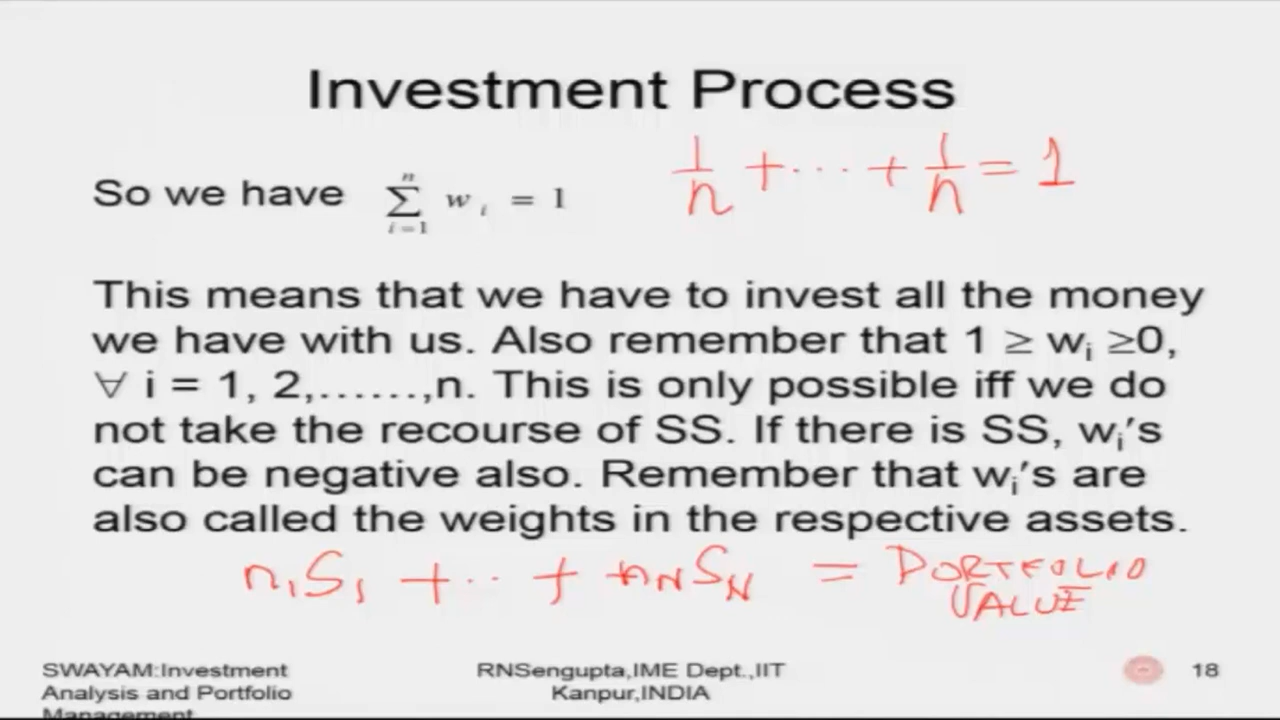 Investment Process
1/n + ... + 1/n = 1
So we have \sum_{i=1}^{n} w_i = 1
This means that we have to invest all the money
we have with us. Also remember that 1 ≥ w_i ≥0,
∀ i = 1, 2,......,n. This is only possible iff we do
not take the recourse of SS. If there is SS, w_i's
can be negative also. Remember that w_i's are
also called the weights in the respective assets.
n_1S_1 + ... + n_NS_N = PORTFOLIO
VALUE
SWAYAM:Investment
Analysis and Portfolio
Management
RNSengupta,IME Dept.,IIT
Kanpur,INDIA
18